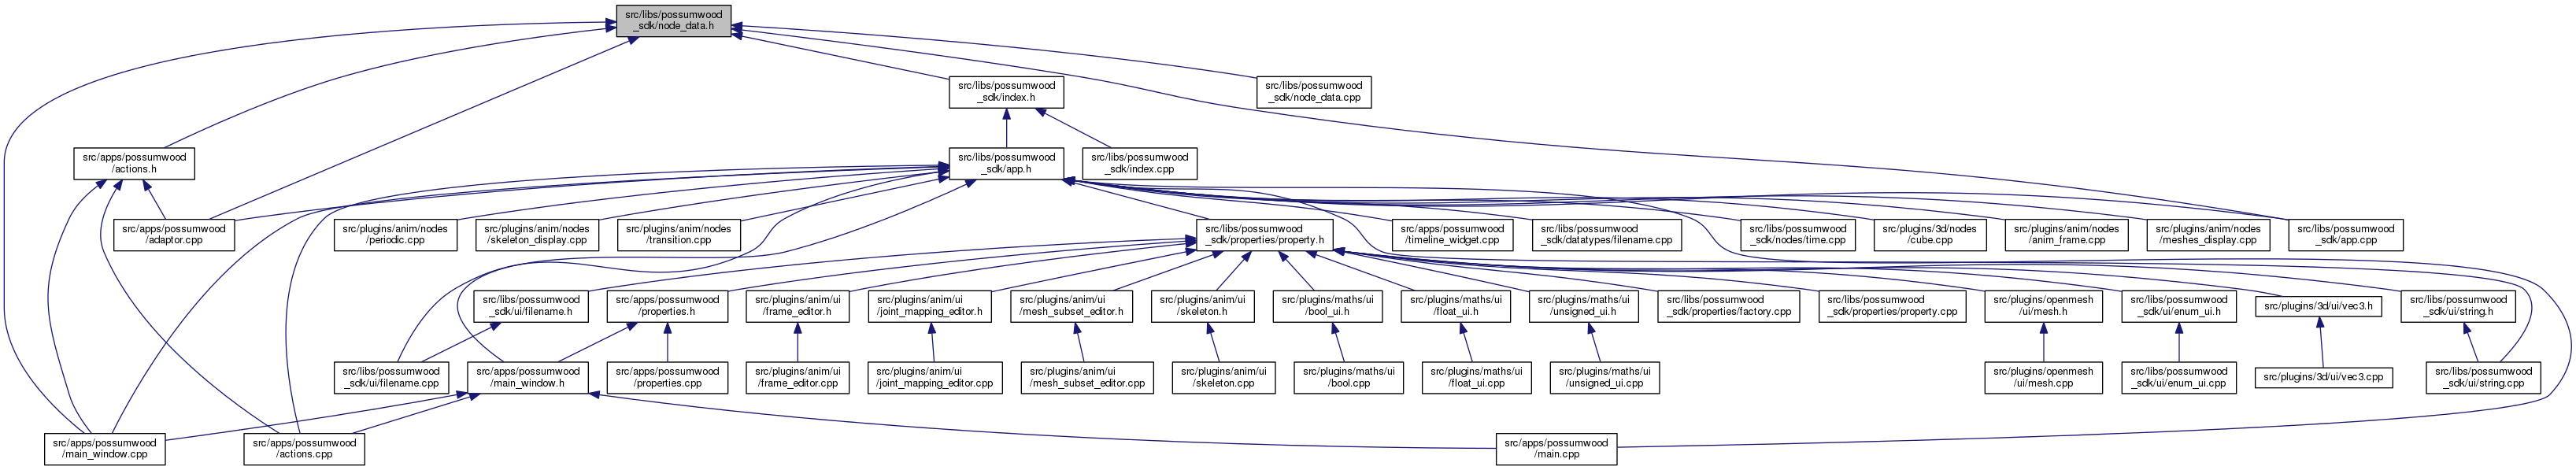 src/libs/possumwood
_sdk/node_data.h
src/libs/possumwood
_sdk/index.h
src/libs/possumwood
_sdk/node_data.cpp
src/apps/possumwood
/actions.h
src/libs/possumwood
_sdk/app.h
src/libs/possumwood
_sdk/index.cpp
src/apps/possumwood
/adaptor.cpp
src/plugins/anim/nodes
/periodic.cpp
src/plugins/anim/nodes
/skeleton_display.cpp
src/plugins/anim/nodes
/transition.cpp
src/libs/possumwood
_sdk/properties/property.h
src/apps/possumwood
/timeline_widget.cpp
src/libs/possumwood
_sdk/datatypes/filename.cpp
src/libs/possumwood
_sdk/nodes/time.cpp
src/plugins/3d/nodes
/cube.cpp
src/plugins/anim/nodes
/anim_frame.cpp
src/plugins/anim/nodes
/meshes_display.cpp
src/libs/possumwood
_sdk/app.cpp
src/libs/possumwood
_sdk/ui/filename.h
src/apps/possumwood
/properties.h
src/plugins/anim/ui
/frame_editor.h
src/plugins/anim/ui
/joint_mapping_editor.h
src/plugins/anim/ui
/mesh_subset_editor.h
src/plugins/anim/ui
/skeleton.h
src/plugins/maths/ui
/bool_ui.h
src/plugins/maths/ui
/float_ui.h
src/plugins/maths/ui
/unsigned_ui.h
src/libs/possumwood
_sdk/properties/factory.cpp
src/libs/possumwood
_sdk/properties/property.cpp
src/plugins/openmesh
/ui/mesh.h
src/libs/possumwood
_sdk/ui/enum_ui.h
src/plugins/3d/ui/vec3.h
src/libs/possumwood
_sdk/ui/string.h
src/libs/possumwood
_sdk/ui/filename.cpp
src/apps/possumwood
/main_window.h
src/apps/possumwood
/properties.cpp
src/plugins/anim/ui
/frame_editor.cpp
src/plugins/anim/ui
/joint_mapping_editor.cpp
src/plugins/anim/ui
/mesh_subset_editor.cpp
src/plugins/anim/ui
/skeleton.cpp
src/plugins/maths/ui
/bool.cpp
src/plugins/maths/ui
/float_ui.cpp
src/plugins/maths/ui
/unsigned_ui.cpp
src/plugins/openmesh
/ui/mesh.cpp
src/libs/possumwood
_sdk/ui/enum_ui.cpp
src/plugins/3d/ui/vec3.cpp
src/libs/possumwood
_sdk/ui/string.cpp
src/apps/possumwood
/main_window.cpp
src/apps/possumwood
/actions.cpp
src/apps/possumwood
/main.cpp